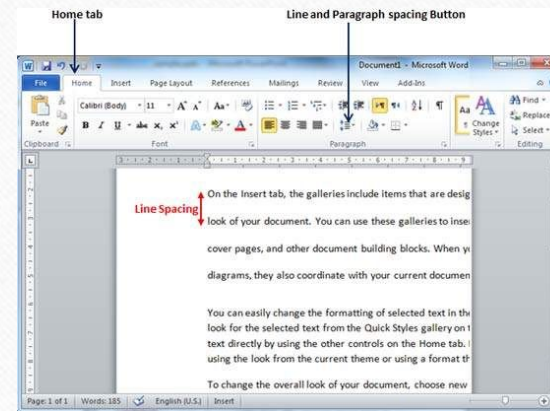 Home tab
Line and Paragraph spacing Button
Document1 - Microsoft Word
File Home Insert Page Layout References Mailings Review View Add-Ins
Calibri (Body) 11
Find
Replace
Select
Paste
Change
Styles
Clipboard Font Paragraph Styles Editing
Line Spacing
On the Insert tab, the galleries include items that are desig
look of your document. You can use these galleries to inser
cover pages, and other document building blocks. When yo
diagrams, they also coordinate with your current documen
You can easily change the formatting of selected text in the
look for the selected text from the Quick Styles gallery on t
text directly by using the other controls on the Home tab.
using the look from the current theme or using a format th
To change the overall look of your document, choose new
Page: 1 of 1 Words: 185 English (U.S.) Insert